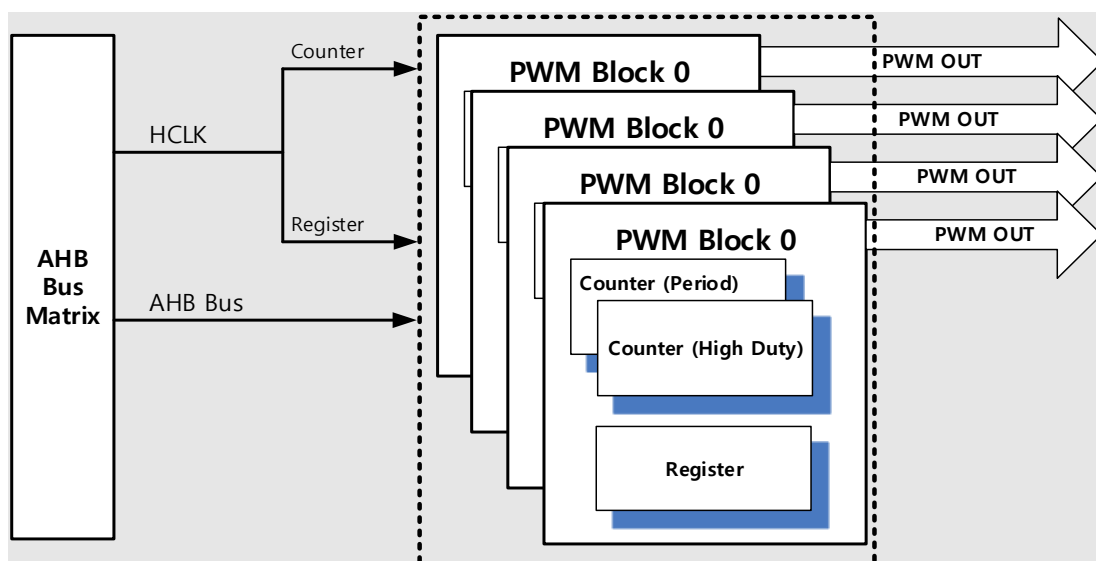 Counter
PWM Block 0
PWM OUT
HCLK
PWM Block 0
PWM OUT
PWM Block 0
PWM OUT
Register
PWM Block 0
PWM OUT
AHB
Bus
Matrix
AHB Bus
Counter (Period)
Counter (High Duty)
Register